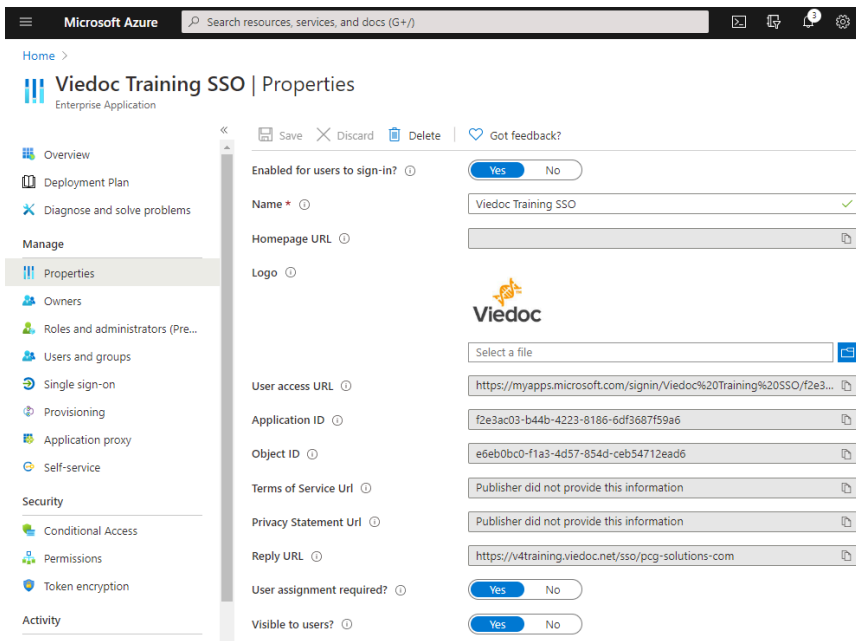 Microsoft Azure
Search resources, services, and docs (G+/)
3
Home >
Viedoc Training SSO | Properties
Enterprise Application
«
Save
Discard
Delete
Got feedback?
Overview
Deployment Plan
Diagnose and solve problems
Manage
Properties
Owners
Roles and administrators (Pre...
Users and groups
Single sign-on
Provisioning
Application proxy
Self-service
Security
Conditional Access
Permissions
Token encryption
Activity
Enabled for users to sign-in?
Yes No
Name *
Viedoc Training SSO
Homepage URL
Logo
Viedoc
Select a file
User access URL
https://myapps.microsoft.com/signin/Viedoc%20Training%20SSO/f2e3...
Application ID
f2e3ac03-b44b-4223-8186-6df3687f59a6
Object ID
e6eb0bc0-f1a3-4d57-854d-ceb54712ead6
Terms of Service Url
Publisher did not provide this information
Privacy Statement Url
Publisher did not provide this information
Reply URL
https://v4training.viedoc.net/sso/pcg-solutions-com
User assignment required?
Yes No
Visible to users?
Yes No